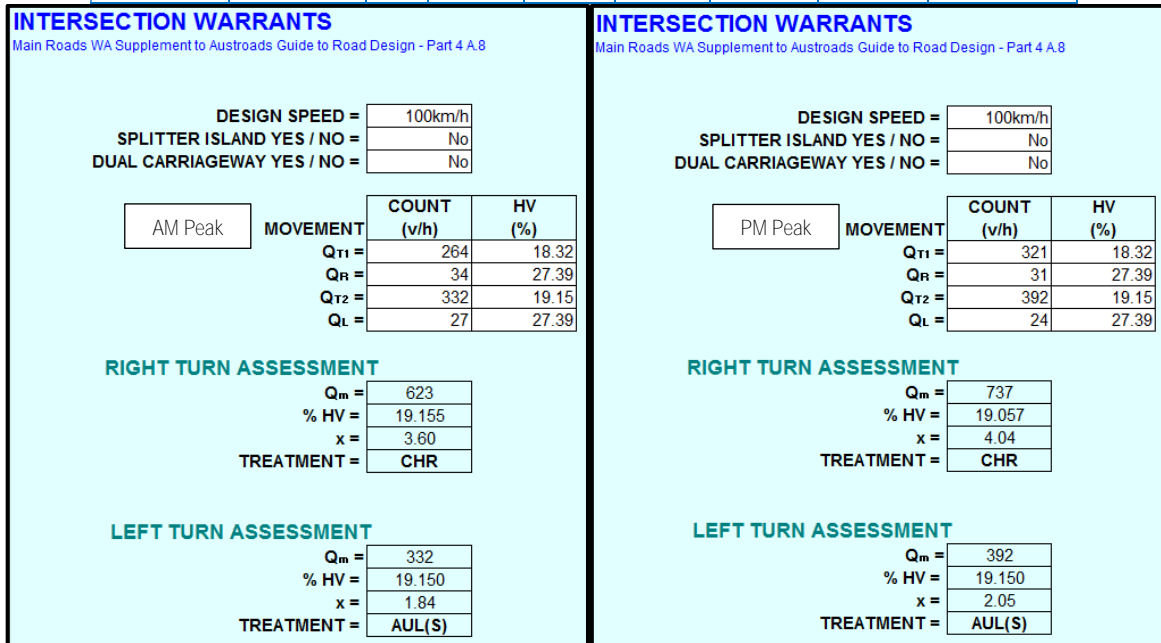 INTERSECTION WARRANTS
Main Roads WA Supplement to Austroads Guide to Road Design - Part 4 A.8
DESIGN SPEED = 100km/h
SPLITTER ISLAND YES / NO = No
DUAL CARRIAGEWAY YES / NO = No
AM Peak
COUNT HV
MOVEMENT (v/h) (%)
QT1 = 264 18.32
QR = 34 27.39
QT2 = 332 19.15
QL = 27 27.39
RIGHT TURN ASSESSMENT
Qm = 623
% HV = 19.155
x = 3.60
TREATMENT = CHR
LEFT TURN ASSESSMENT
Qm = 332
% HV = 19.150
x = 1.84
TREATMENT = AUL(S)
INTERSECTION WARRANTS
Main Roads WA Supplement to Austroads Guide to Road Design - Part 4 A.8
DESIGN SPEED = 100km/h
SPLITTER ISLAND YES / NO = No
DUAL CARRIAGEWAY YES / NO = No
PM Peak
COUNT HV
MOVEMENT (v/h) (%)
QT1 = 321 18.32
QR = 31 27.39
QT2 = 392 19.15
QL = 24 27.39
RIGHT TURN ASSESSMENT
Qm = 737
% HV = 19.057
x = 4.04
TREATMENT = CHR
LEFT TURN ASSESSMENT
Qm = 392
% HV = 19.150
x = 2.05
TREATMENT = AUL(S)